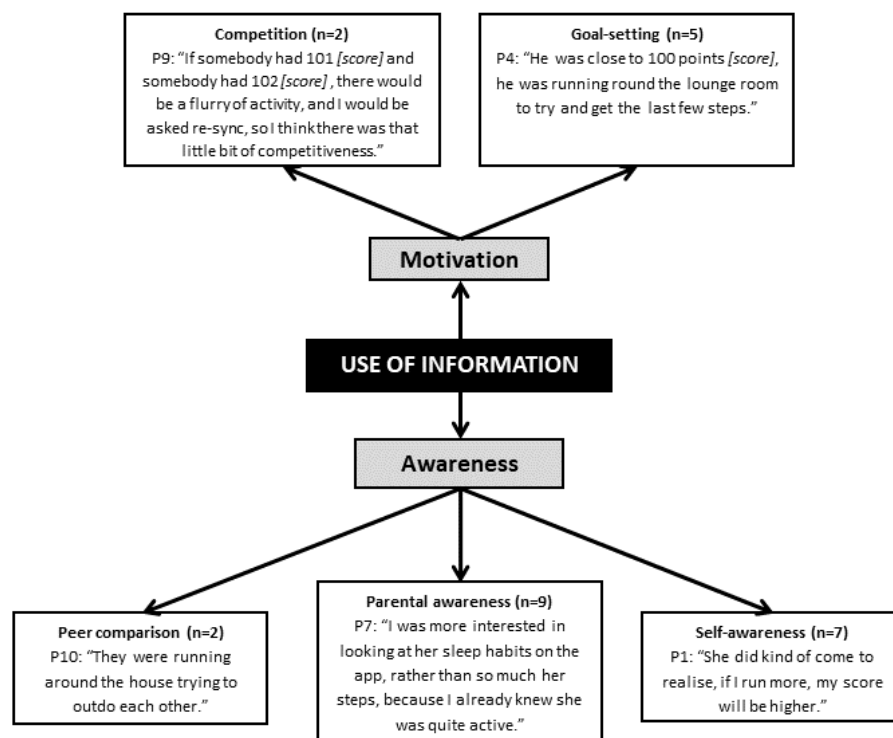 Competition (n=2)
P9: “If somebody had 101 [score] and
somebody had 102 [score] , there would
be a flurry of activity, and I would be
asked re-sync, so I think there was that
little bit of competitiveness.”
Goal-setting (n=5)
P4: “He was close to 100 points [score],
he was running round the lounge room
to try and get the last few steps.”
Motivation
USE OF INFORMATION
Awareness
Peer comparison (n=2)
P10: “They were running
around the house trying to
outdo each other.”
Parental awareness (n=9)
P7: “I was more interested in
looking at her sleep habits on the
app, rather than so much her
steps, because I already knew she
was quite active.”
Self-awareness (n=7)
P1: “She did kind of come to
realise, if I run more, my score
will be higher.”